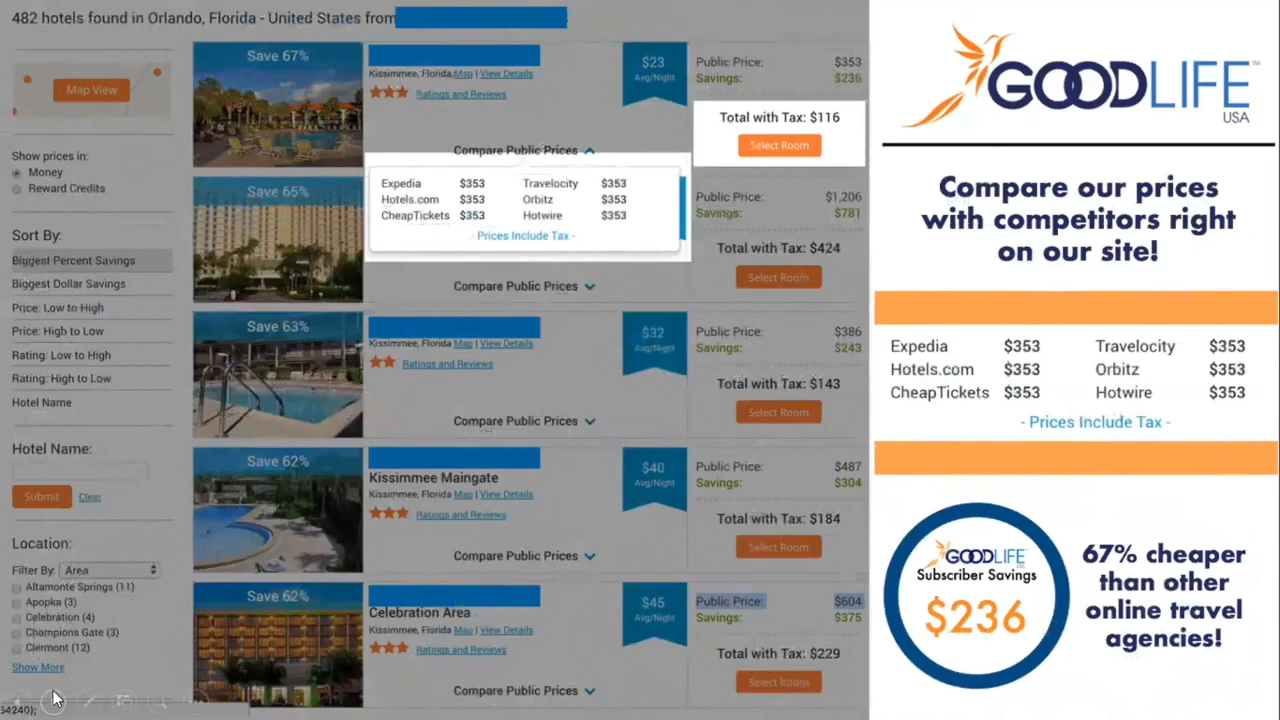 482 hotels found in Orlando, Florida - United States from
Map View
Show prices in:
Money
Reward Credits
Sort By:
Biggest Percent Savings
Biggest Dollar Savings
Price: Low to High
Price: High to Low
Rating: Low to High
Rating: High to Low
Hotel Name
Hotel Name:
Submit Clear
Location:
Filter By: Area
Altamonte Springs (11)
Apopka (3)
Celebration (4)
Champions Gate (3)
Clermont (12)
Show More
54240);
Save 67%
Kissimmee, Florida Map | View Details
Ratings and Reviews
Compare Public Prices
$23
Avg/Night
Public Price: $353
Savings: $236
Total with Tax: $116
Select Room
Expedia $353 Travelocity $353
Hotels.com $353 Orbitz $353
CheapTickets $353 Hotwire $353
- Prices Include Tax -
Save 65%
Compare Public Prices
$1,206
$781
Total with Tax: $424
Select Room
Save 63%
Kissimmee, Florida Map | View Details
Ratings and Reviews
Compare Public Prices
$32
Avg/Night
Public Price: $386
Savings: $243
Total with Tax: $143
Select Room
Save 62%
Kissimmee Maingate
Kissimmee, Florida Map | View Details
Ratings and Reviews
Compare Public Prices
$40
Avg/Night
Public Price: $487
Savings: $304
Total with Tax: $184
Select Room
Save 62%
Celebration Area
Kissimmee, Florida Map | View Details
Ratings and Reviews
Compare Public Prices
$45
Avg/Night
Public Price: $604
Savings: $375
Total with Tax: $229
Select Room
GOODLIFE™
USA
Compare our prices
with competitors right
on our site!
Expedia $353 Travelocity $353
Hotels.com $353 Orbitz $353
CheapTickets $353 Hotwire $353
- Prices Include Tax -
GOODLIFE
Subscriber Savings
$236
67% cheaper
than other
online travel
agencies!